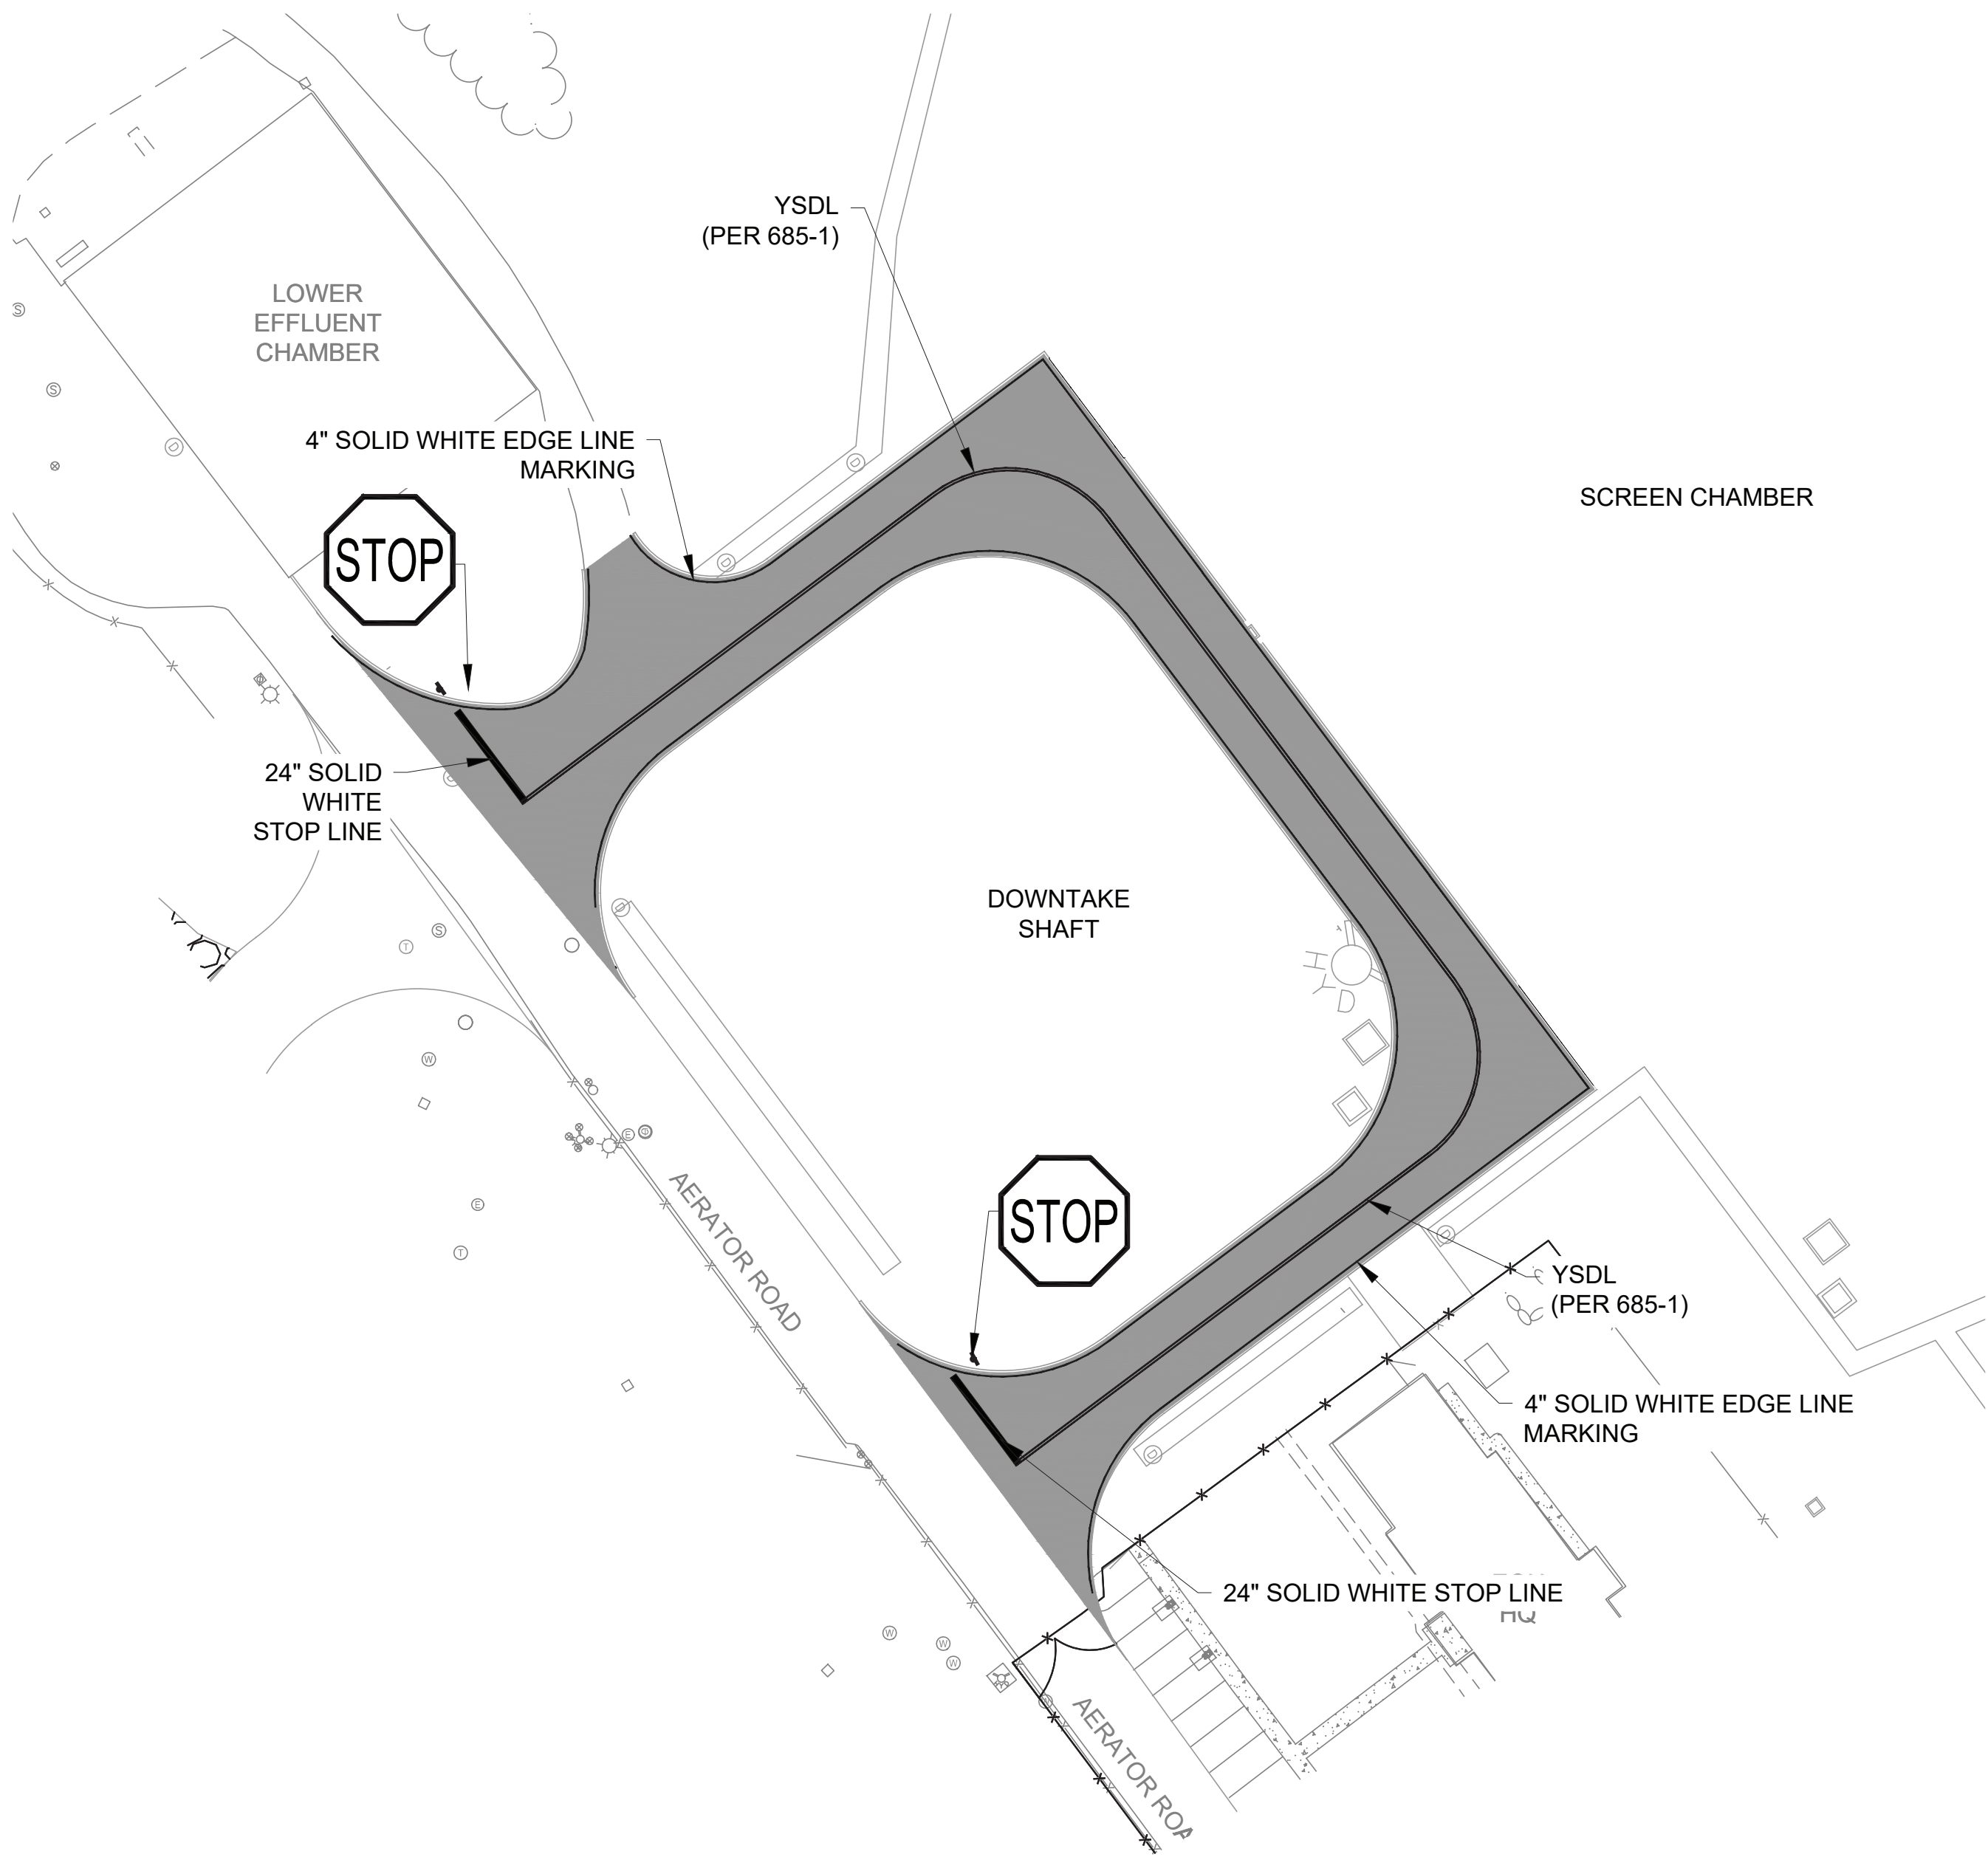 YSDL
(PER 685-1)
LOWER
EFFLUENT
CHAMBER
4" SOLID WHITE EDGE LINE
MARKING
SCREEN CHAMBER
STOP
24" SOLID
WHITE
STOP LINE
DOWNTAKE
SHAFT
HYD
AERATOR ROAD
STOP
YSDL
(PER 685-1)
4" SOLID WHITE EDGE LINE
MARKING
24" SOLID WHITE STOP LINE
HQ
AERATOR ROA
S
S
D
D
D
D
D
S
T
W
E
E
T
D
D
W
W
W